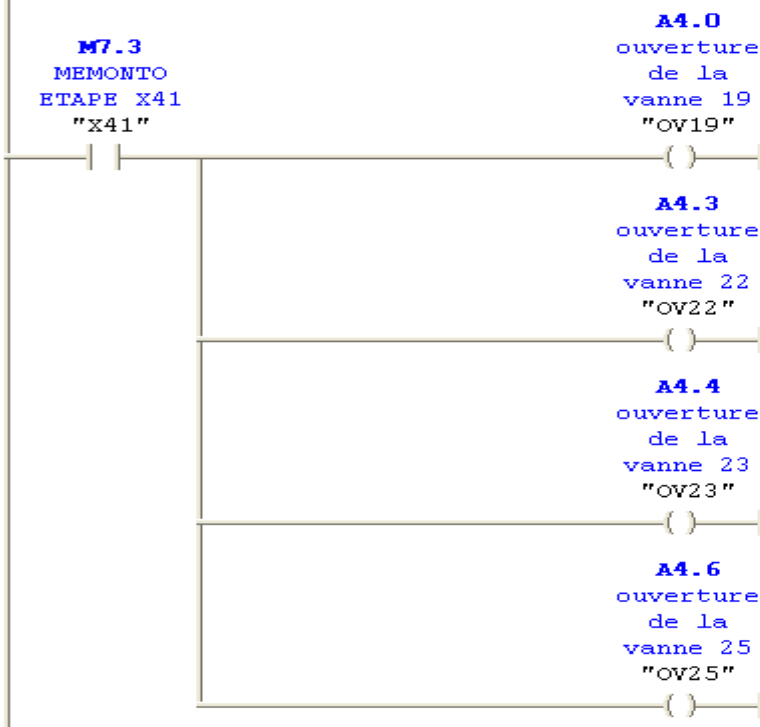 M7.3
MEMONTO
ETAPE X41
"X41"
A4.0
ouverture
de la
vanne 19
"OV19"
A4.3
ouverture
de la
vanne 22
"OV22"
A4.4
ouverture
de la
vanne 23
"OV23"
A4.6
ouverture
de la
vanne 25
"OV25"